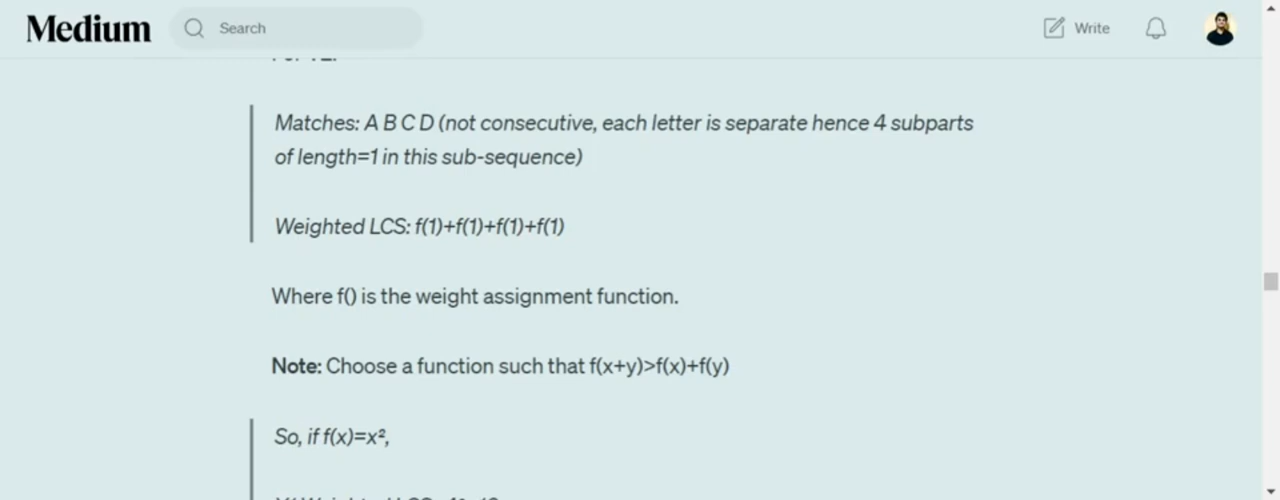 Medium
Search
Write
Matches: A B C D (not consecutive, each letter is separate hence 4 subparts
of length=1 in this sub-sequence)
Weighted LCS: f(1)+f(1)+f(1)+f(1)
Where f() is the weight assignment function.
Note: Choose a function such that f(x+y)>f(x)+f(y)
So, if f(x)=x²,